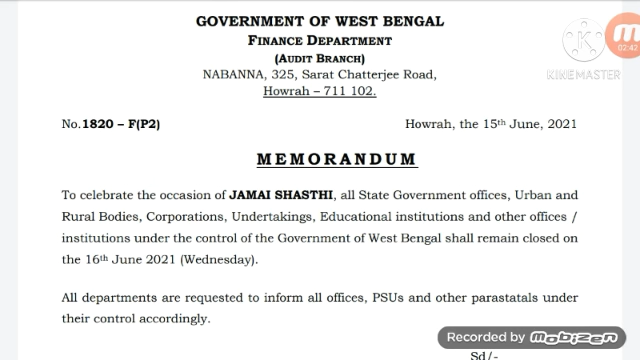 GOVERNMENT OF WEST BENGAL
FINANCE DEPARTMENT
(AUDIT BRANCH)
NABANNA, 325, Sarat Chatterjee Road,
Howrah – 711 102.
KINEMASTER
02:47
No.1820 – F(P2) Howrah, the 15th June, 2021
MEMORANDUM
To celebrate the occasion of JAMAI SHASTHI, all State Government offices, Urban and
Rural Bodies, Corporations, Undertakings, Educational institutions and other offices /
institutions under the control of the Government of West Bengal shall remain closed on
the 16th June 2021 (Wednesday).
All departments are requested to inform all offices, PSUs and other parastatals under
their control accordingly.
Recorded by Mobizen
Sd/-